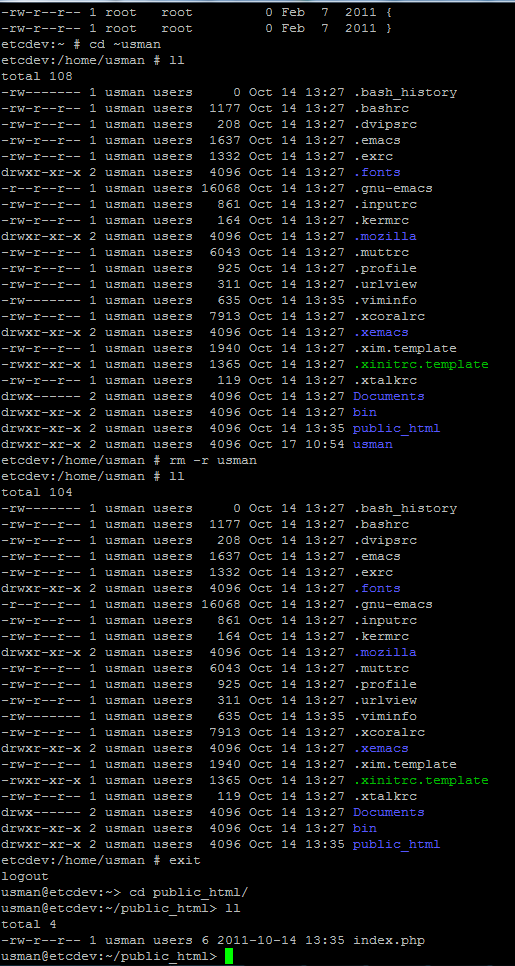 -rw-r--r-- 1 root   root         0 Feb  7  2011 {
-rw-r--r-- 1 root   root         0 Feb  7  2011 }
etcdev:~ # cd ~usman
etcdev:/home/usman # ll
total 108
-rw------- 1 usman users     0 Oct 14 13:27 .bash_history
-rw-r--r-- 1 usman users  1177 Oct 14 13:27 .bashrc
-rw-r--r-- 1 usman users   208 Oct 14 13:27 .dvipsrc
-rw-r--r-- 1 usman users  1637 Oct 14 13:27 .emacs
-rw-r--r-- 1 usman users  1332 Oct 14 13:27 .exrc
drwxr-xr-x 2 usman users  4096 Oct 14 13:27 .fonts
-r--r--r-- 1 usman users 16068 Oct 14 13:27 .gnu-emacs
-rw-r--r-- 1 usman users   861 Oct 14 13:27 .inputrc
-rw-r--r-- 1 usman users   164 Oct 14 13:27 .kermrc
drwxr-xr-x 2 usman users  4096 Oct 14 13:27 .mozilla
-rw-r--r-- 1 usman users  6043 Oct 14 13:27 .muttrc
-rw-r--r-- 1 usman users   925 Oct 14 13:27 .profile
-rw-r--r-- 1 usman users   311 Oct 14 13:27 .urlview
-rw------- 1 usman users   635 Oct 14 13:35 .viminfo
-rw-r--r-- 1 usman users  7913 Oct 14 13:27 .xcoralrc
drwxr-xr-x 2 usman users  4096 Oct 14 13:27 .xemacs
-rw-r--r-- 1 usman users  1940 Oct 14 13:27 .xim.template
-rwxr-xr-x 1 usman users  1365 Oct 14 13:27 .xinitrc.template
-rw-r--r-- 1 usman users   119 Oct 14 13:27 .xtalkrc
drwx------ 2 usman users  4096 Oct 14 13:27 Documents
drwxr-xr-x 2 usman users  4096 Oct 14 13:27 bin
drwxr-xr-x 2 usman users  4096 Oct 14 13:35 public_html
drwxr-xr-x 2 usman users  4096 Oct 17 10:54 usman
etcdev:/home/usman # rm -r usman
etcdev:/home/usman # ll
total 104
-rw------- 1 usman users     0 Oct 14 13:27 .bash_history
-rw-r--r-- 1 usman users  1177 Oct 14 13:27 .bashrc
-rw-r--r-- 1 usman users   208 Oct 14 13:27 .dvipsrc
-rw-r--r-- 1 usman users  1637 Oct 14 13:27 .emacs
-rw-r--r-- 1 usman users  1332 Oct 14 13:27 .exrc
drwxr-xr-x 2 usman users  4096 Oct 14 13:27 .fonts
-r--r--r-- 1 usman users 16068 Oct 14 13:27 .gnu-emacs
-rw-r--r-- 1 usman users   861 Oct 14 13:27 .inputrc
-rw-r--r-- 1 usman users   164 Oct 14 13:27 .kermrc
drwxr-xr-x 2 usman users  4096 Oct 14 13:27 .mozilla
-rw-r--r-- 1 usman users  6043 Oct 14 13:27 .muttrc
-rw-r--r-- 1 usman users   925 Oct 14 13:27 .profile
-rw-r--r-- 1 usman users   311 Oct 14 13:27 .urlview
-rw------- 1 usman users   635 Oct 14 13:35 .viminfo
-rw-r--r-- 1 usman users  7913 Oct 14 13:27 .xcoralrc
drwxr-xr-x 2 usman users  4096 Oct 14 13:27 .xemacs
-rw-r--r-- 1 usman users  1940 Oct 14 13:27 .xim.template
-rwxr-xr-x 1 usman users  1365 Oct 14 13:27 .xinitrc.template
-rw-r--r-- 1 usman users   119 Oct 14 13:27 .xtalkrc
drwx------ 2 usman users  4096 Oct 14 13:27 Documents
drwxr-xr-x 2 usman users  4096 Oct 14 13:27 bin
drwxr-xr-x 2 usman users  4096 Oct 14 13:35 public_html
etcdev:/home/usman # exit
logout
usman@etcdev:~> cd public_html/
usman@etcdev:~/public_html> ll
total 4
-rw-r--r-- 1 usman users 6 2011-10-14 13:35 index.php
usman@etcdev:~/public_html>